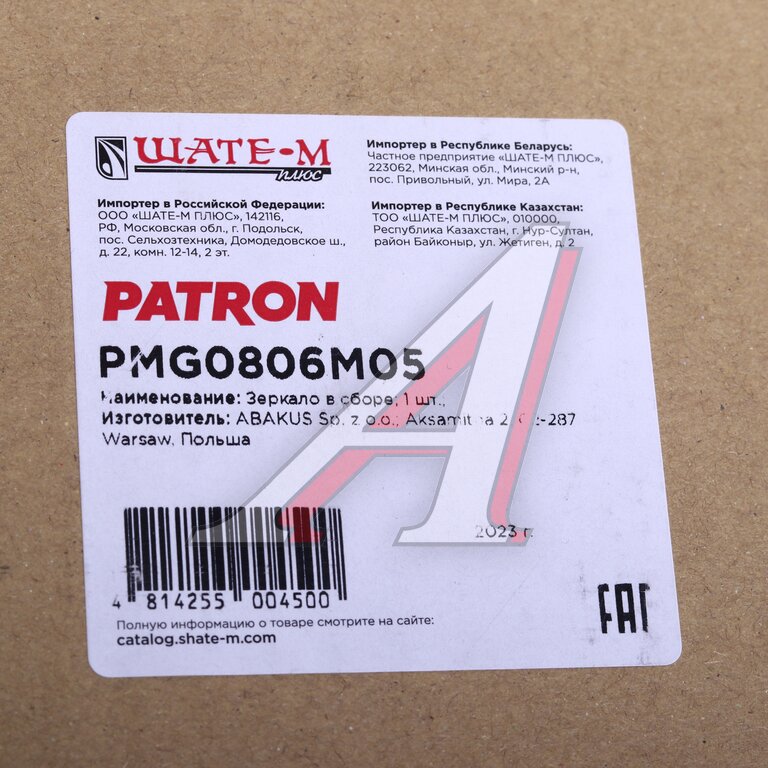 ШАТЕ-М
плюс
Импортер в Республике Беларусь:
Частное предприятие «ШАТЕ-М ПЛЮС»,
223062, Минская обл., Минский р-н,
пос. Привольный, ул. Мира, 2А
Импортер в Российской Федерации:
ООО «ШАТЕ-М ПЛЮС», 142116,
РФ, Московская обл., г. Подольск,
пос. Сельхозтехника, Домодедовское ш.,
д. 22, комн. 12-14, 2 эт.
Импортер в Республике Казахстан:
ТОО «ШАТЕ-М ПЛЮС», 010000,
Республика Казахстан, г. Нур-Султан,
район Байконыр, ул. Жетиген, д. 2
PATRON
PMG0806M05
Наименование: Зеркало в сборе; 1 шт.;
Изготовитель: ABAKUS Sp. z o.o.;
Warsaw, Польша
2023 г.
4 814255 004500
EAC
Полную информацию о товаре смотрите на сайте:
catalog.shate-m.com